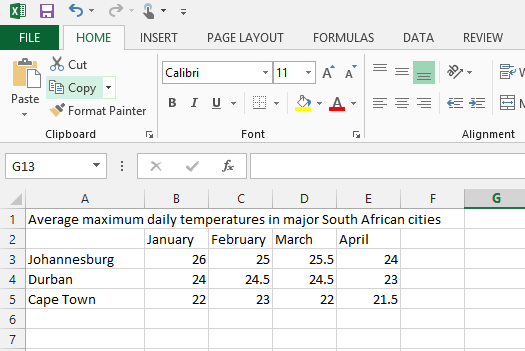 FILE HOME INSERT PAGE LAYOUT FORMULAS DATA REVIEW
Cut
Copy
Format Painter
Paste
Calibri 11 A A
B I U A
Clipboard Font Alignment
G13 fx
A B C D E F G
1 Average maximum daily temperatures in major South African cities
2 January February March April
3 Johannesburg 26 25 25.5 24
4 Durban 24 24.5 24.5 23
5 Cape Town 22 23 22 21.5
6
7